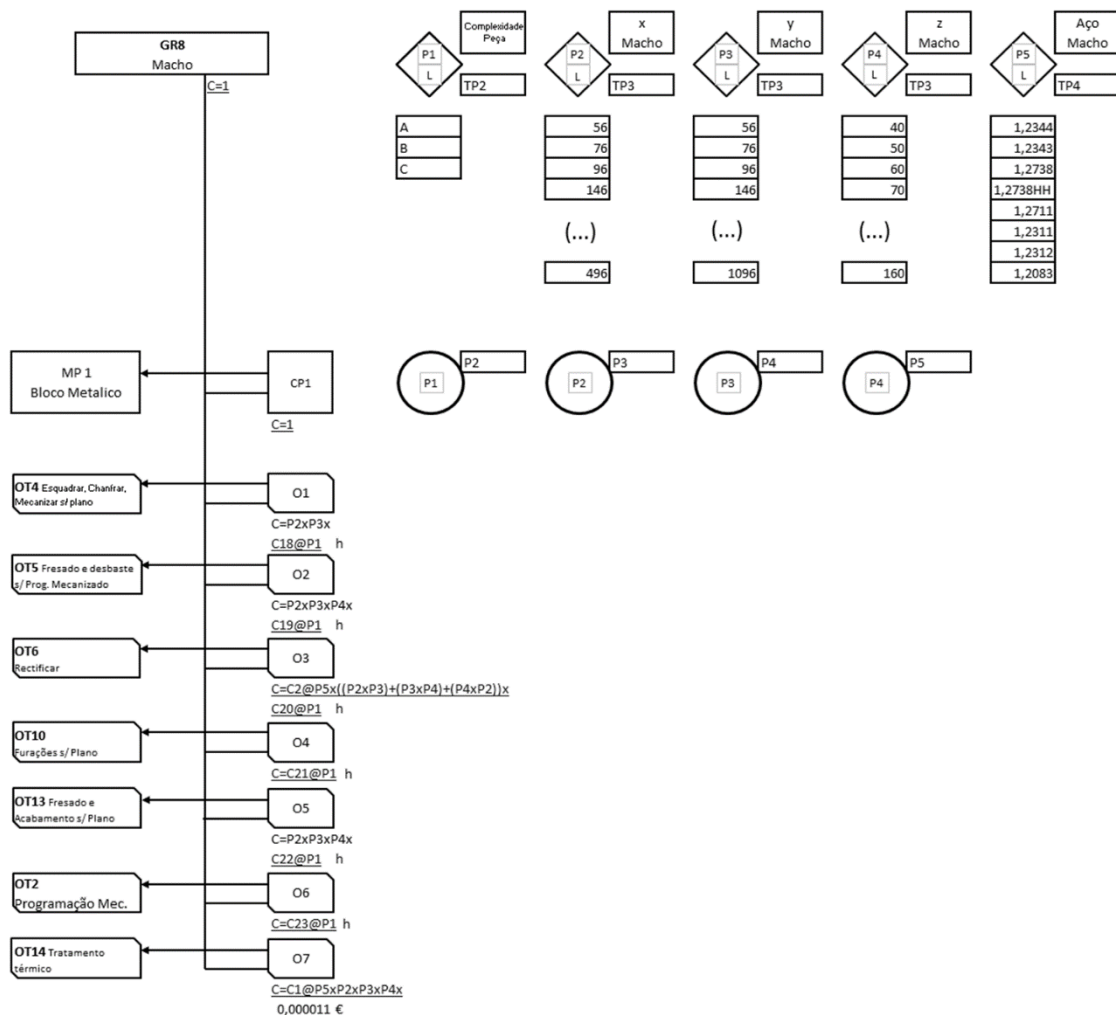 GR8
Macho
C=1
P1
L
Complexidade
Peça
TP2
P2
L
x
Macho
TP3
P3
L
y
Macho
TP3
P4
L
z
Macho
TP3
P5
L
Aço
Macho
TP4
A
B
C
56
76
96
146
(...)
496
56
76
96
146
(...)
1096
40
50
60
70
(...)
160
1,2344
1,2343
1,2738
1,2738HH
1,2711
1,2311
1,2312
1,2083
MP 1
Bloco Metalico
CP1
C=1
P1
P2
P2
P3
P3
P4
P4
P5
OT4 Esquadrar, Chanfrar,
Mecanizar s/ plano
O1
C=P2xP3x
C18@P1 h
OT5 Fresado e desbaste
s/ Prog. Mecanizado
O2
C=P2xP3xP4x
C19@P1 h
OT6
Rectificar
O3
C=C2@P5x((P2xP3)+(P3xP4)+(P4xP2))x
C20@P1 h
OT10
Furações s/ Plano
O4
C=C21@P1 h
OT13 Fresado e
Acabamento s/ Plano
O5
C=P2xP3xP4x
C22@P1 h
OT2
Programação Mec.
O6
C=C23@P1 h
OT14 Tratamento
térmico
O7
C=C1@P5xP2xP3xP4x
0,000011 €